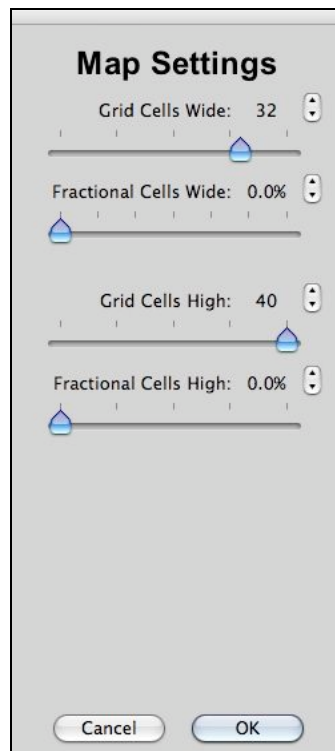 Map Settings
Grid Cells Wide: 32
Fractional Cells Wide: 0.0%
Grid Cells High: 40
Fractional Cells High: 0.0%
Cancel OK